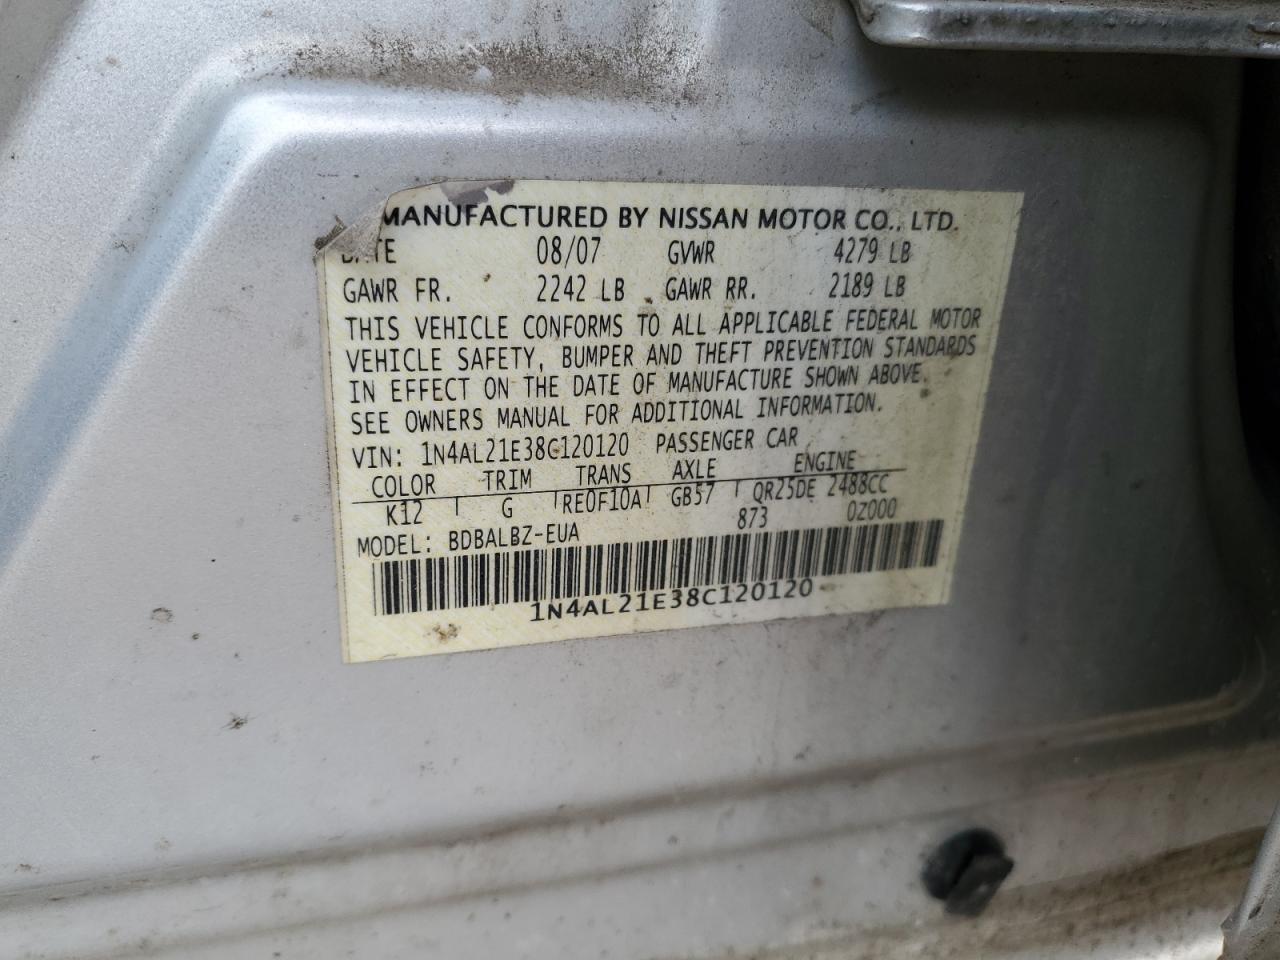 MANUFACTURED BY NISSAN MOTOR CO., LTD.
DATE 08/07 GVWR 4279 LB
GAWR FR. 2242 LB GAWR RR. 2189 LB
THIS VEHICLE CONFORMS TO ALL APPLICABLE FEDERAL MOTOR
VEHICLE SAFETY, BUMPER AND THEFT PREVENTION STANDARDS
IN EFFECT ON THE DATE OF MANUFACTURE SHOWN ABOVE.
SEE OWNERS MANUAL FOR ADDITIONAL INFORMATION.
VIN: 1N4AL21E38C120120 PASSENGER CAR
COLOR TRIM TRANS AXLE ENGINE
K12 G RE0F10A GB57 QR25DE 2488CC
873 0Z000
MODEL: BDBALBZ-EUA
1N4AL21E38C120120